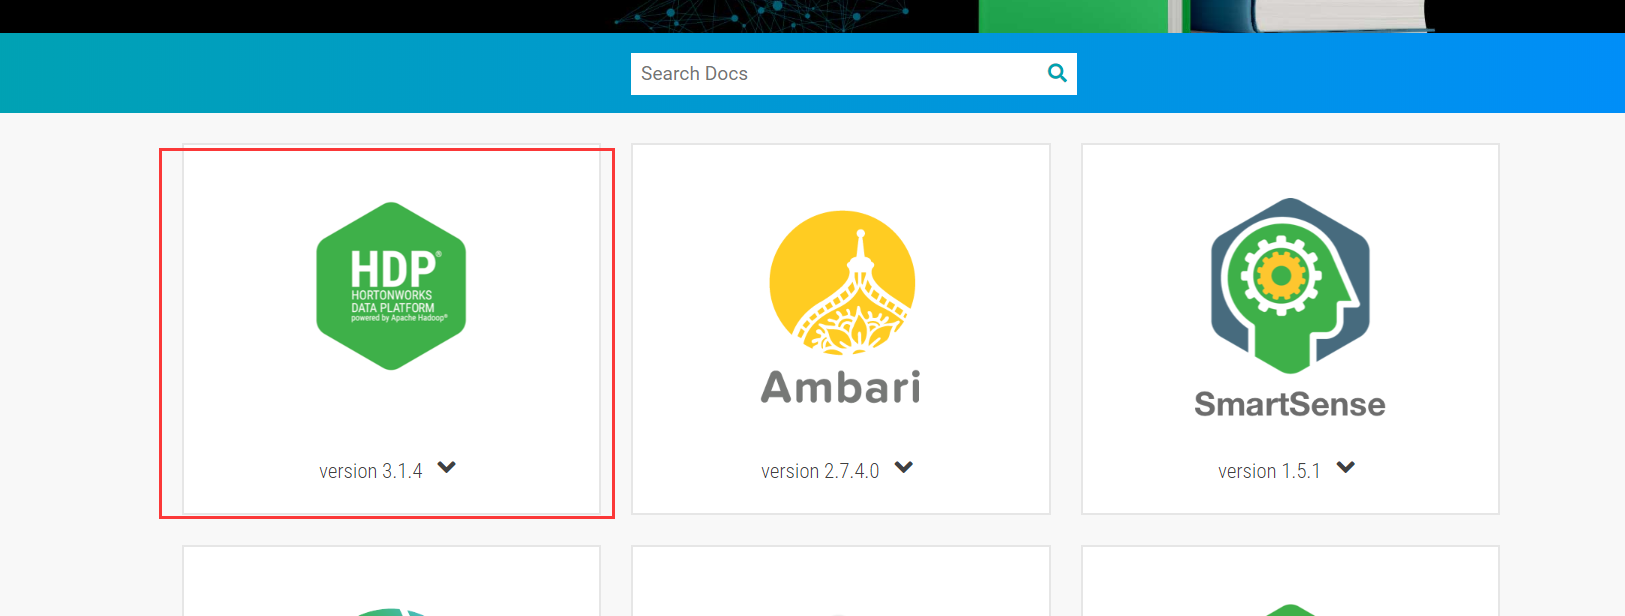 Search Docs
HDP®
HORTONWORKS
DATA PLATFORM
powered by Apache Hadoop®
Ambari
SmartSense
version 3.1.4
version 2.7.4.0
version 1.5.1